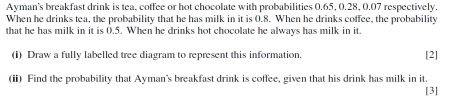 Ayman's breakfast drink is tea, coffee or hot chocolate with probabilities 0.65, 0.28, 0.07 respectively.
When he drinks tea, the probability that he has milk in it is 0.8. When he drinks coffee, the probability
that he has milk in it is 0.5. When he drinks hot chocolate he always has milk in it.
(i) Draw a fully labelled tree diagram to represent this information. [2]
(ii) Find the probability that Ayman's breakfast drink is coffee, given that his drink has milk in it.
[3]